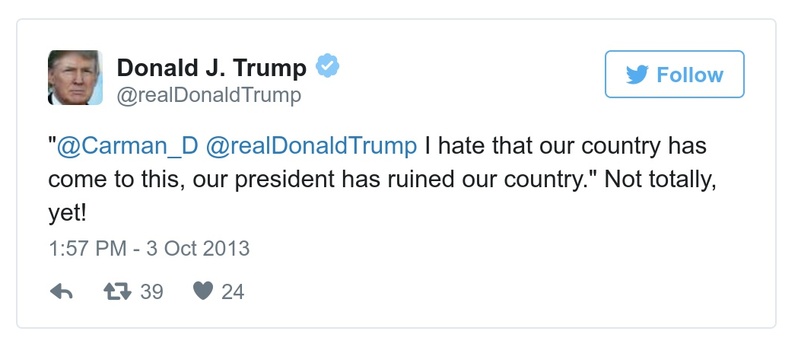 Donald J. Trump
@realDonaldTrump
Follow
"@Carman_D @realDonaldTrump I hate that our country has
come to this, our president has ruined our country." Not totally,
yet!
1:57 PM - 3 Oct 2013
39 24